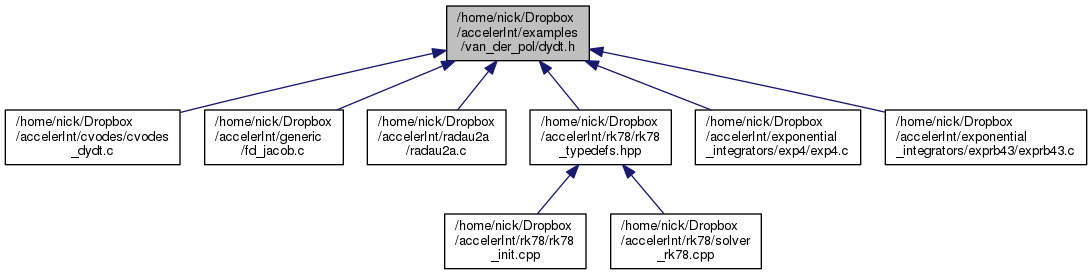 /home/nick/Dropbox
/accelerInt/examples
/van_der_pol/dydt.h
/home/nick/Dropbox
/accelerInt/cvodes/cvodes
_dydt.c
/home/nick/Dropbox
/accelerInt/generic
/fd_jacob.c
/home/nick/Dropbox
/accelerInt/radau2a
/radau2a.c
/home/nick/Dropbox
/accelerInt/rk78/rk78
_typedefs.hpp
/home/nick/Dropbox
/accelerInt/exponential
_integrators/exp4/exp4.c
/home/nick/Dropbox
/accelerInt/exponential
_integrators/exprb43/exprb43.c
/home/nick/Dropbox
/accelerInt/rk78/rk78
_init.cpp
/home/nick/Dropbox
/accelerInt/rk78/solver
_rk78.cpp